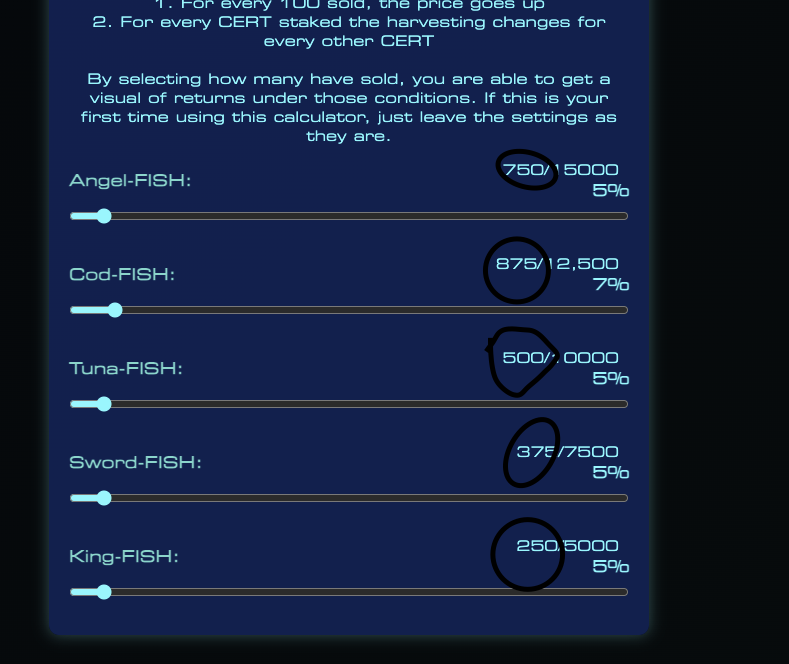 1. For every 100 sold, the price goes up
2. For every CERT staked the harvesting changes for
every other CERT
By selecting how many have sold, you are able to get a
visual of returns under those conditions. If this is your
first time using this calculator, just leave the settings as
they are.
Angel-FISH:
750/15000
5%
Cod-FISH:
875/12,500
7%
Tuna-FISH:
500/10000
5%
Sword-FISH:
375/7500
5%
King-FISH:
250/5000
5%